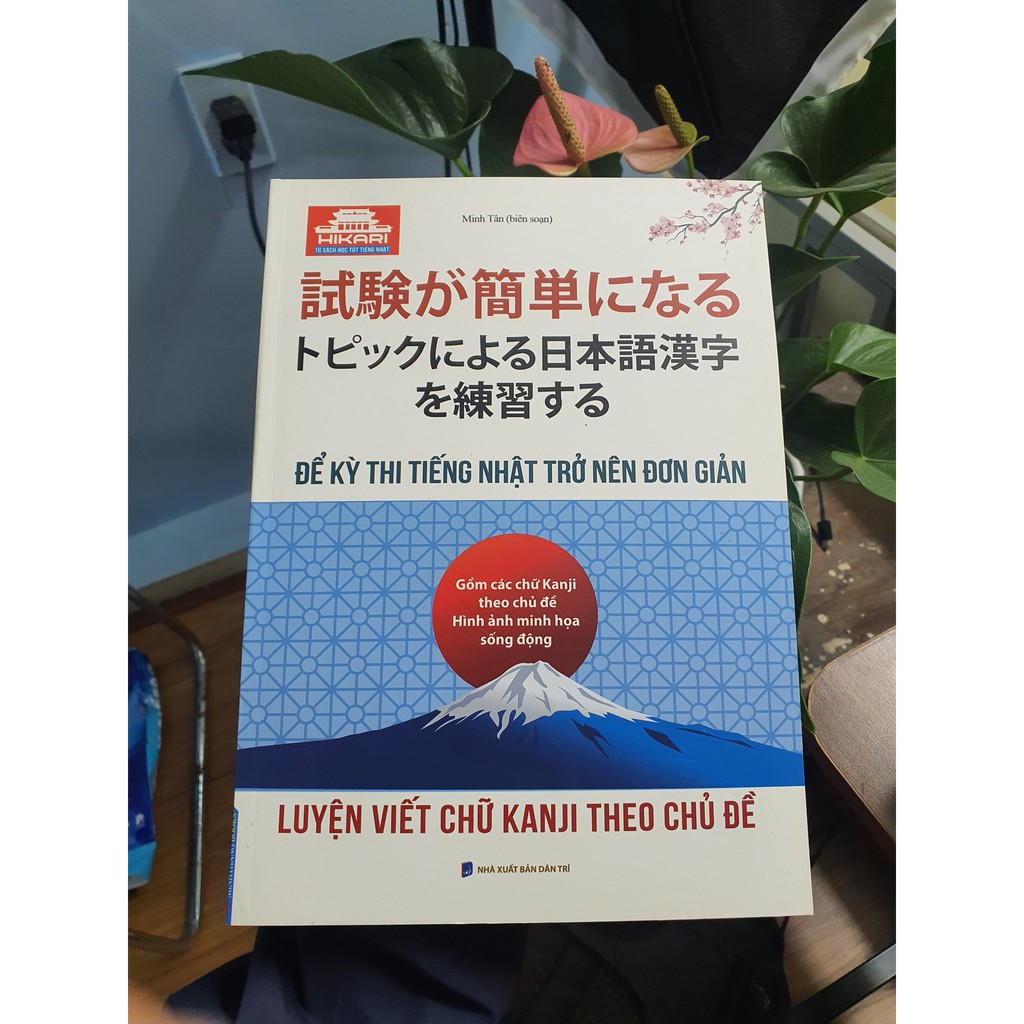 Minh Tân (biên soạn)
HIKARI
TỦ SÁCH HỌC TỐT TIẾNG NHẬT
試験が簡単になる
トピックによる日本語漢字
を練習する
ĐỂ KỲ THI TIẾNG NHẬT TRỞ NÊN ĐƠN GIẢN
Gồm các chữ Kanji
theo chủ đề
Hình ảnh minh họa
sống động
LUYỆN VIẾT CHỮ KANJI THEO CHỦ ĐỀ
NHÀ XUẤT BẢN DÂN TRÍ